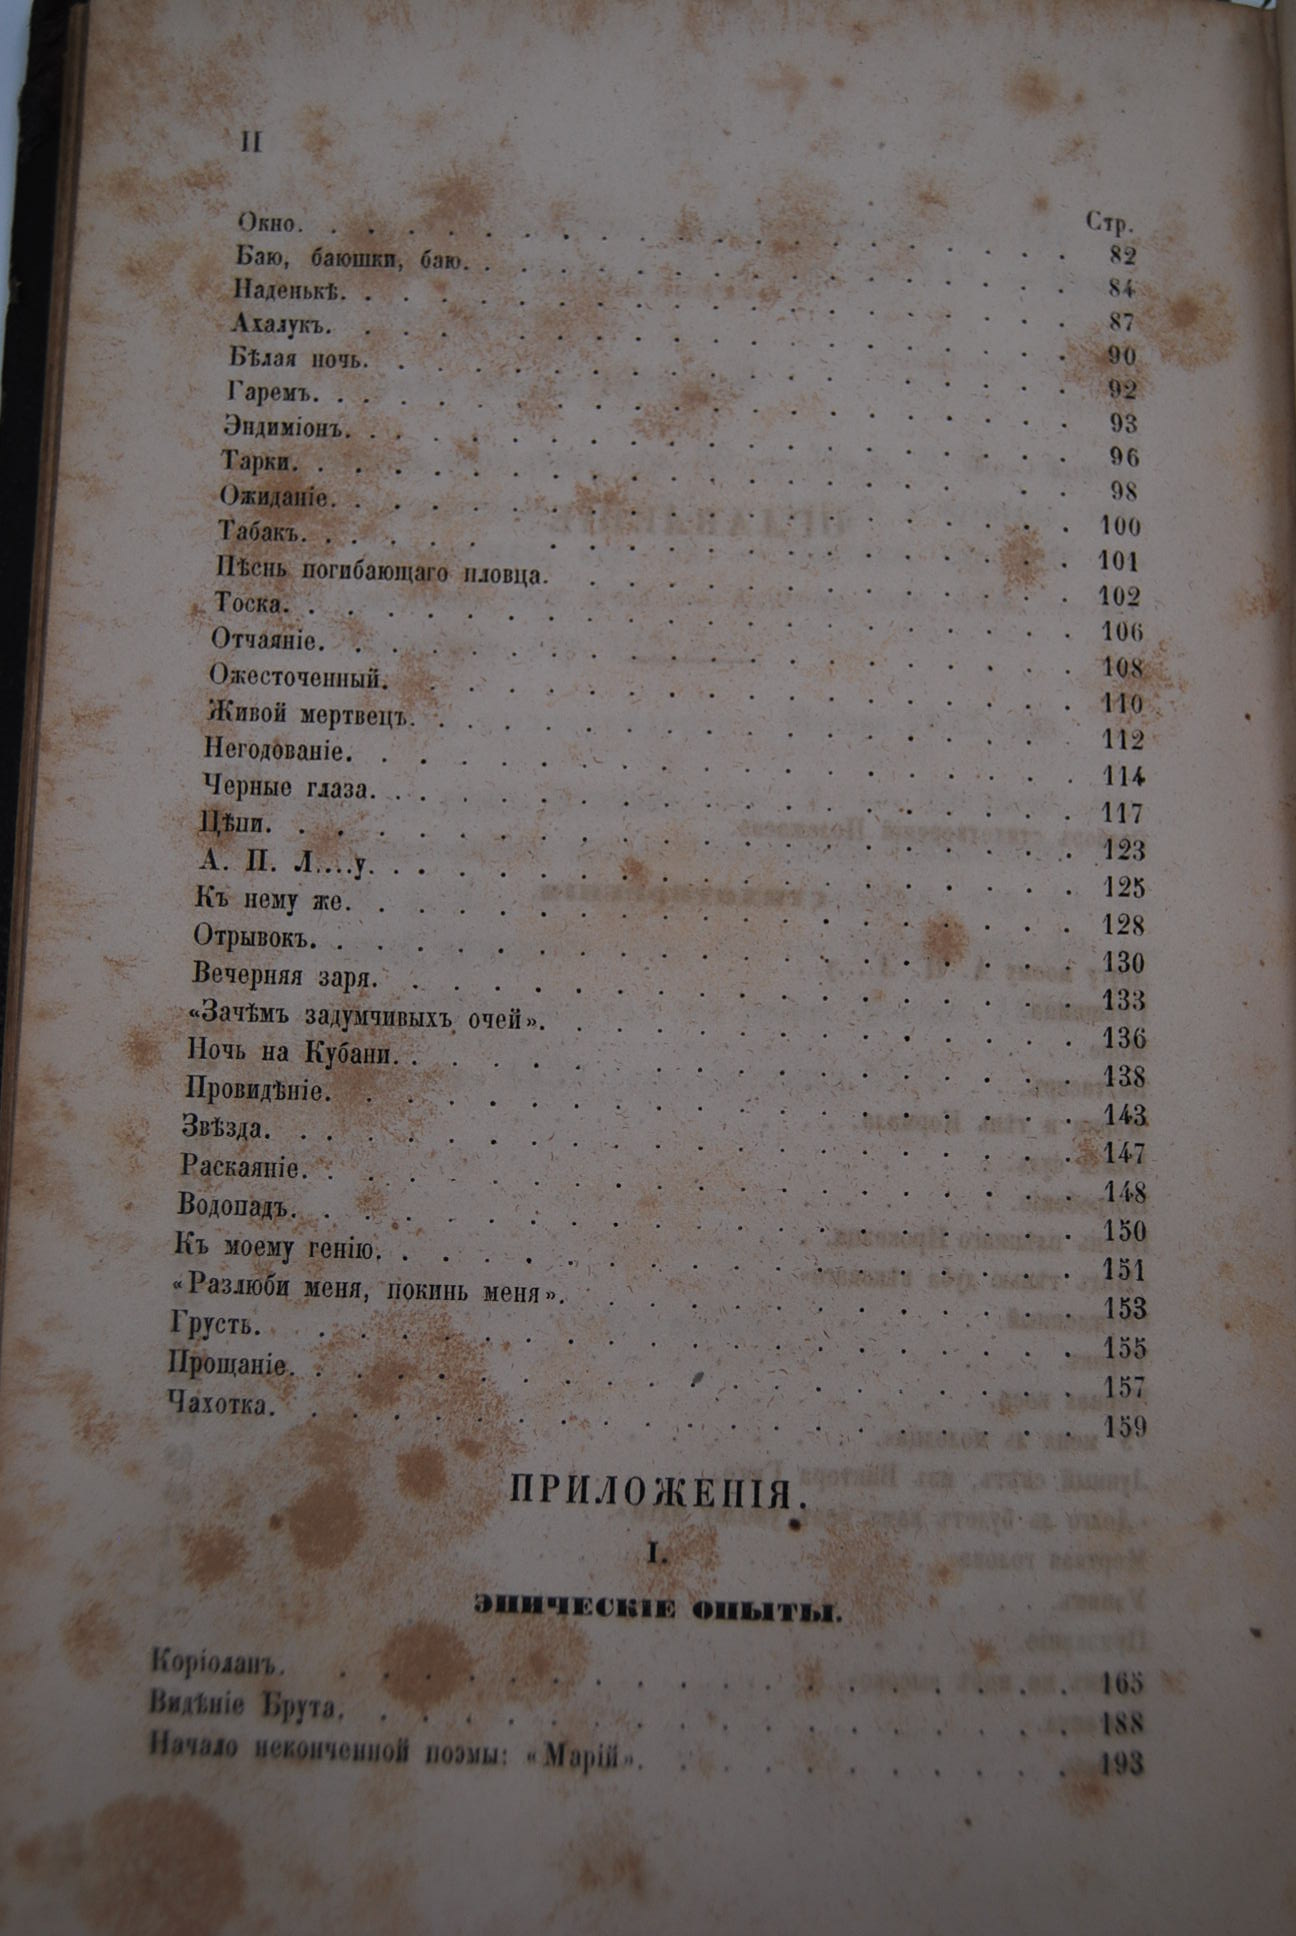 II
Стр.
Окно. 82
Баю, баюшки, баю. 84
Наденькѣ. 87
Ахалукъ. 90
Бѣлая ночь. 92
Гаремъ. 93
Эндиміонъ. 96
Тарки. 98
Ожиданіе. 100
Табакъ. 101
Пѣснь погибающаго пловца. 102
Тоска. 106
Отчаяніе. 108
Ожесточенный. 110
Живой мертвецъ. 112
Негодованіе. 114
Черные глаза. 117
Цѣпи. 123
А. П. Л....у. 125
Къ нему же. 128
Отрывокъ. 130
Вечерняя заря. 133
«Зачѣмъ задумчивыхъ очей». 136
Ночь на Кубани. 138
Провидѣніе. 143
Звѣзда. 147
Раскаяніе. 148
Водопадъ. 150
Къ моему генію. 151
«Разлюби меня, покинь меня». 153
Грусть. 155
Прощаніе. 157
Чахотка. 159
ПРИЛОЖЕНІЯ.
I.
ЭПИЧЕСКІЕ ОПЫТЫ.
Коріоланъ. 165
Видѣніе Брута. 188
Начало неконченной поэмы: «Марій». 193